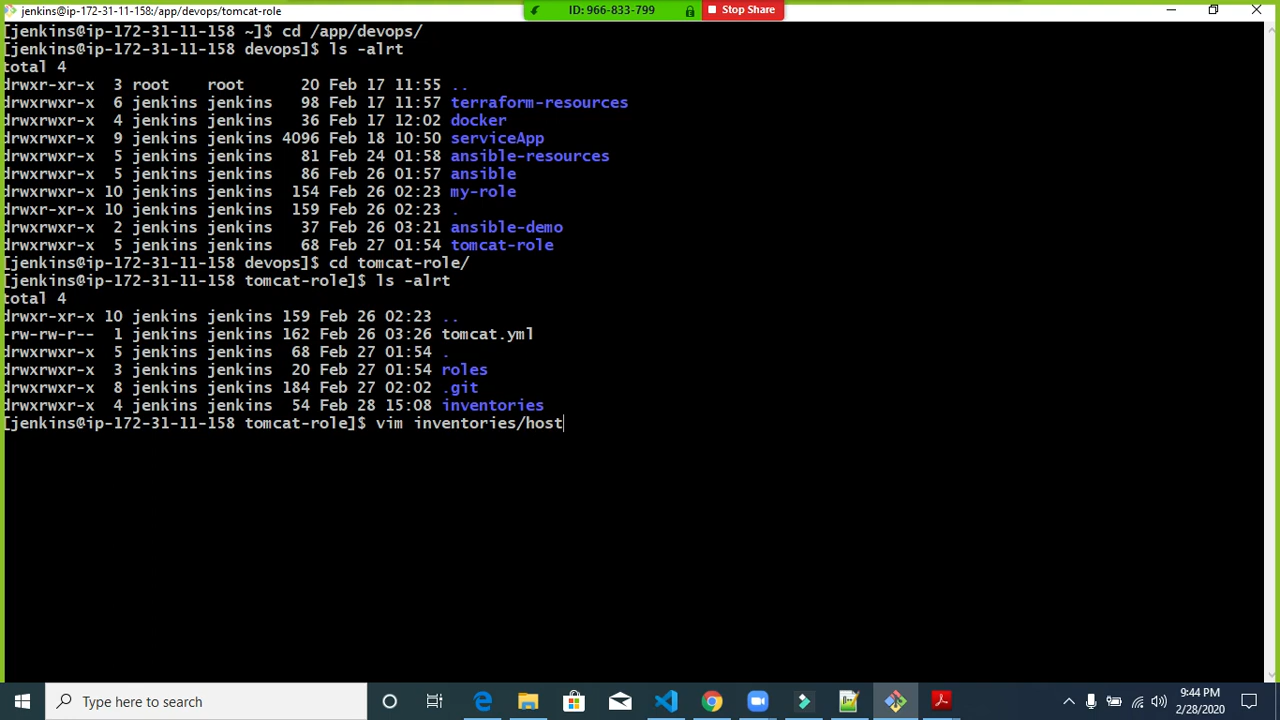 jenkins@ip-172-31-11-158:/app/devops/tomcat-role
ID: 966-833-799
Stop Share
[jenkins@ip-172-31-11-158 ~]$ cd /app/devops/
[jenkins@ip-172-31-11-158 devops]$ ls -alrt
total 4
drwxr-xr-x  3 root    root      20 Feb 17 11:55 ..
drwxrwxr-x  6 jenkins jenkins   98 Feb 17 11:57 terraform-resources
drwxrwxr-x  4 jenkins jenkins   36 Feb 17 12:02 docker
drwxrwxr-x  9 jenkins jenkins 4096 Feb 18 10:50 serviceApp
drwxrwxr-x  5 jenkins jenkins   81 Feb 24 01:58 ansible-resources
drwxrwxr-x  5 jenkins jenkins   86 Feb 26 01:57 ansible
drwxrwxr-x 10 jenkins jenkins  154 Feb 26 02:23 my-role
drwxr-xr-x 10 jenkins jenkins  159 Feb 26 02:23 .
drwxrwxr-x  2 jenkins jenkins   37 Feb 26 03:21 ansible-demo
drwxrwxr-x  5 jenkins jenkins   68 Feb 27 01:54 tomcat-role
[jenkins@ip-172-31-11-158 devops]$ cd tomcat-role/
[jenkins@ip-172-31-11-158 tomcat-role]$ ls -alrt
total 4
drwxr-xr-x 10 jenkins jenkins 159 Feb 26 02:23 ..
-rw-rw-r--  1 jenkins jenkins 162 Feb 26 03:26 tomcat.yml
drwxrwxr-x  5 jenkins jenkins  68 Feb 27 01:54 .
drwxrwxr-x  3 jenkins jenkins  20 Feb 27 01:54 roles
drwxrwxr-x  8 jenkins jenkins 184 Feb 27 02:02 .git
drwxrwxr-x  4 jenkins jenkins  54 Feb 28 15:08 inventories
[jenkins@ip-172-31-11-158 tomcat-role]$ vim inventories/host
Type here to search
9:44 PM
2/28/2020